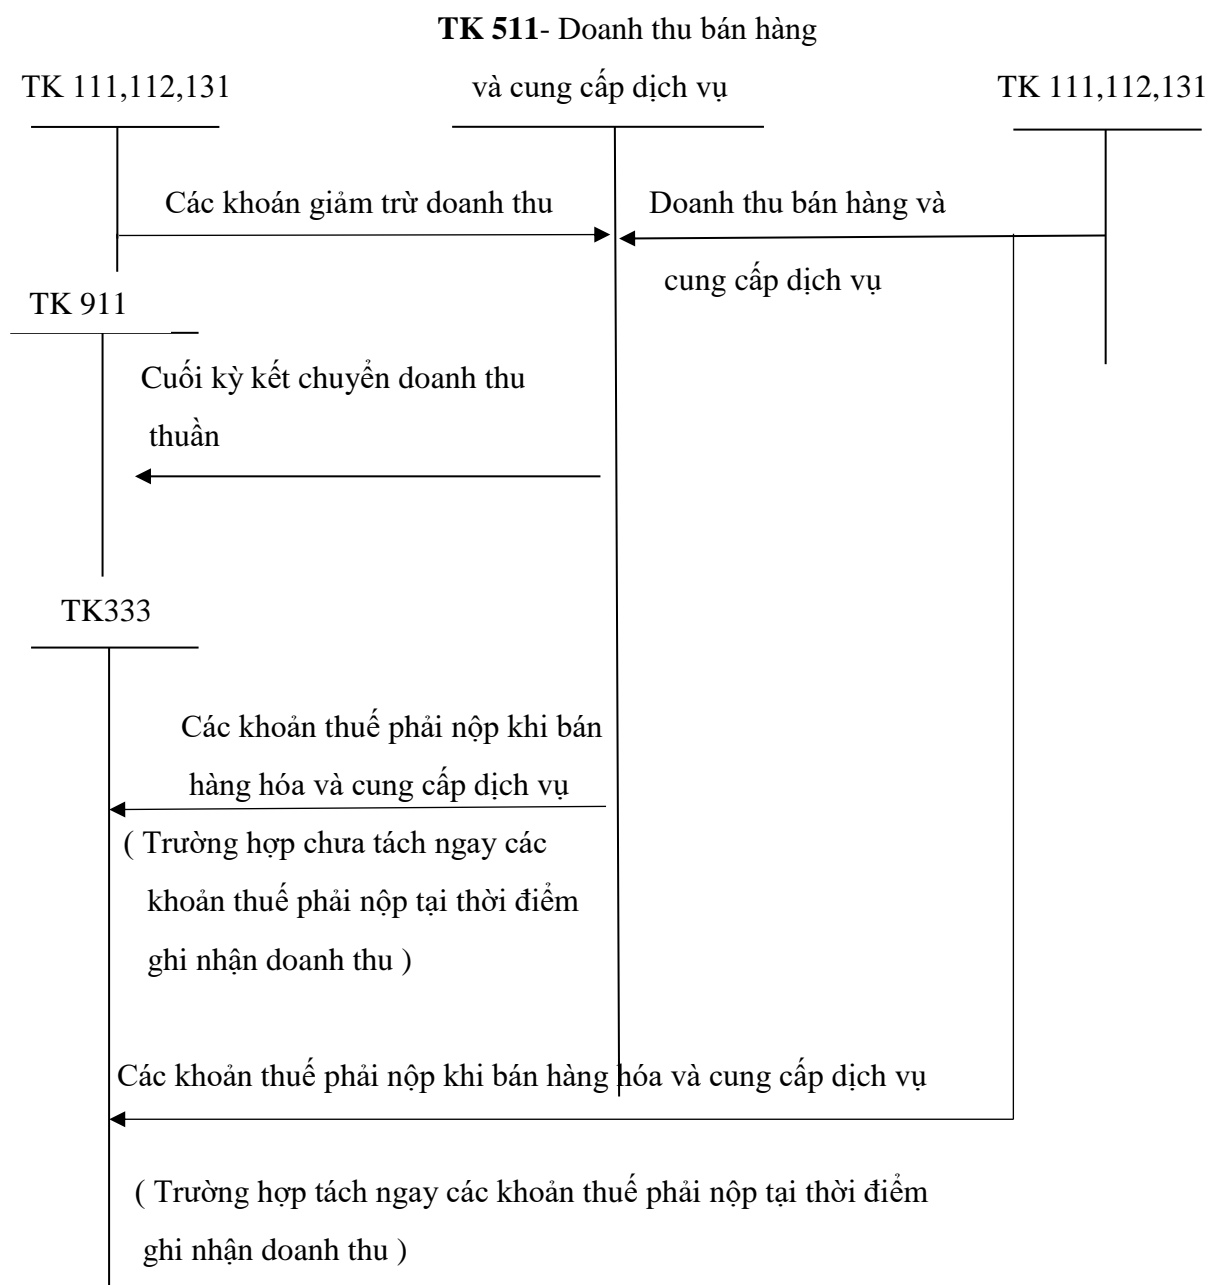 TK 511- Doanh thu bán hàng
TK 111,112,131
và cung cấp dịch vụ
TK 111,112,131
Các khoán giảm trừ doanh thu
Doanh thu bán hàng và
cung cấp dịch vụ
TK 911
Cuối kỳ kết chuyển doanh thu
thuần
TK333
Các khoản thuế phải nộp khi bán
hàng hóa và cung cấp dịch vụ
( Trường hợp chưa tách ngay các
khoản thuế phải nộp tại thời điểm
ghi nhận doanh thu )
Các khoản thuế phải nộp khi bán hàng hóa và cung cấp dịch vụ
( Trường hợp tách ngay các khoản thuế phải nộp tại thời điểm
ghi nhận doanh thu )